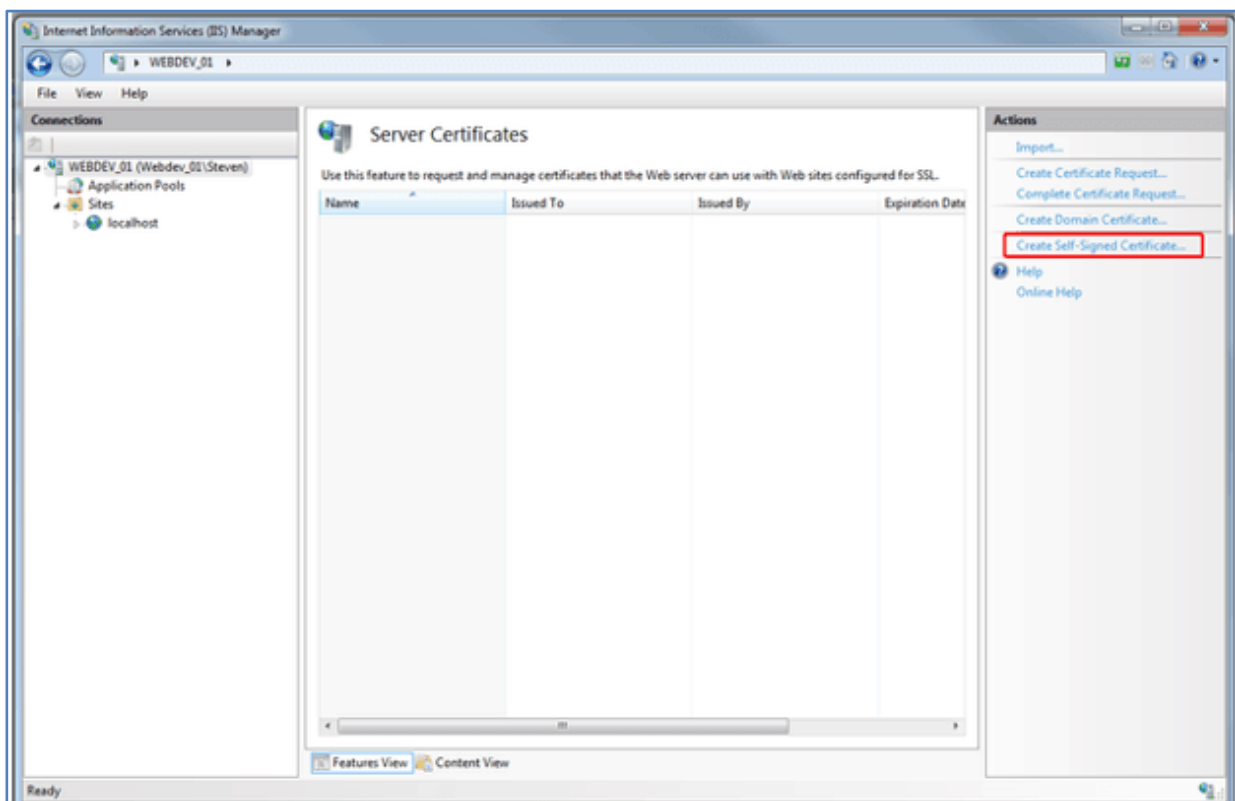 Internet Information Services (IIS) Manager
WEBDEV_01
File View Help
Connections
WEBDEV_01 (Webdev_01\Steven)
Application Pools
Sites
localhost
Server Certificates
Use this feature to request and manage certificates that the Web server can use with Web sites configured for SSL.
Name Issued To Issued By Expiration Date
Features View Content View
Actions
Import...
Create Certificate Request...
Complete Certificate Request...
Create Domain Certificate...
Create Self-Signed Certificate...
Help
Online Help
Ready